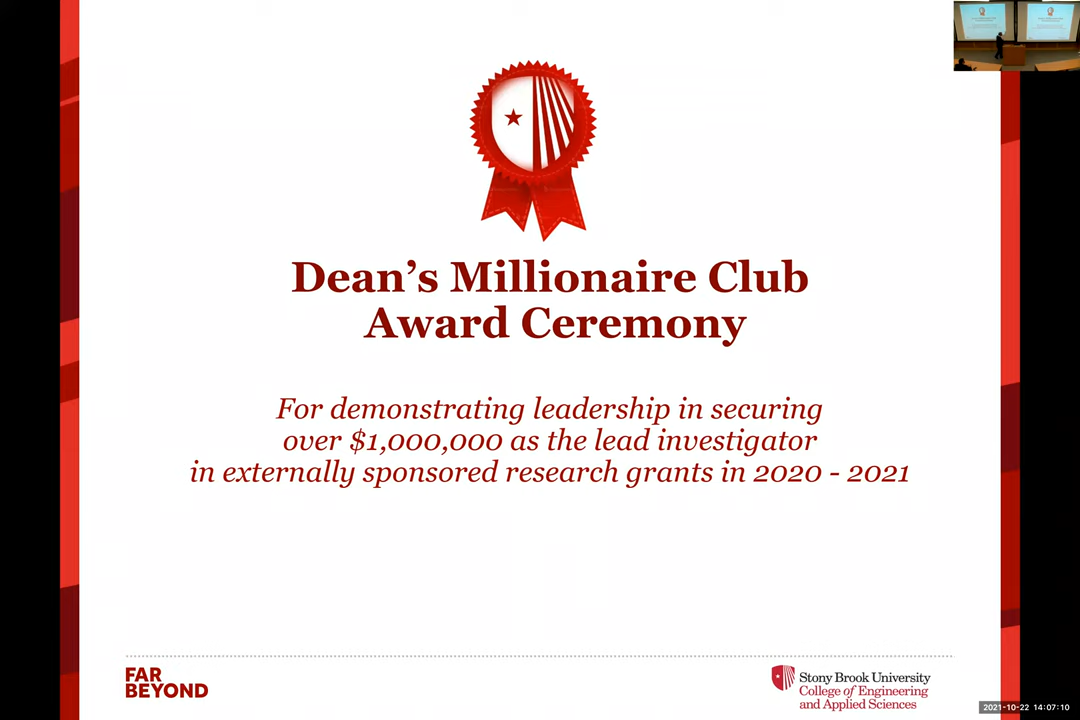 Dean's Millionaire Club
Award Ceremony
For demonstrating leadership in securing
over $1,000,000 as the lead investigator
in externally sponsored research grants in 2020 - 2021
FAR
BEYOND
Stony Brook University
College of Engineering
and Applied Sciences
2021-10-22 14:07:10